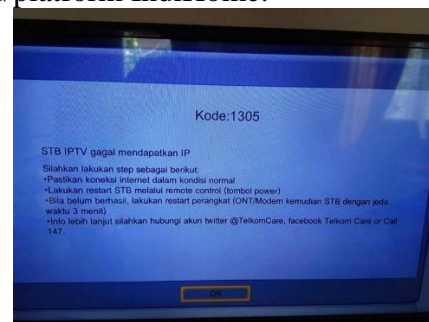 /platform IndiHome.
Kode:1305
STB IPTV gagal mendapatkan IP
Silahkan lakukan step sebagai berikut:
•Pastikan koneksi internet dalam kondisi normal
•Lakukan restart STB melalui remote control (tombol power)
•Bila belum berhasil, lakukan restart perangkat (ONT/Modem kemudian STB dengan jeda
waktu 3 menit)
•Info lebih lanjut silahkan hubungi akun twitter @TelkomCare, facebook Telkom Care or Call
147.
OK